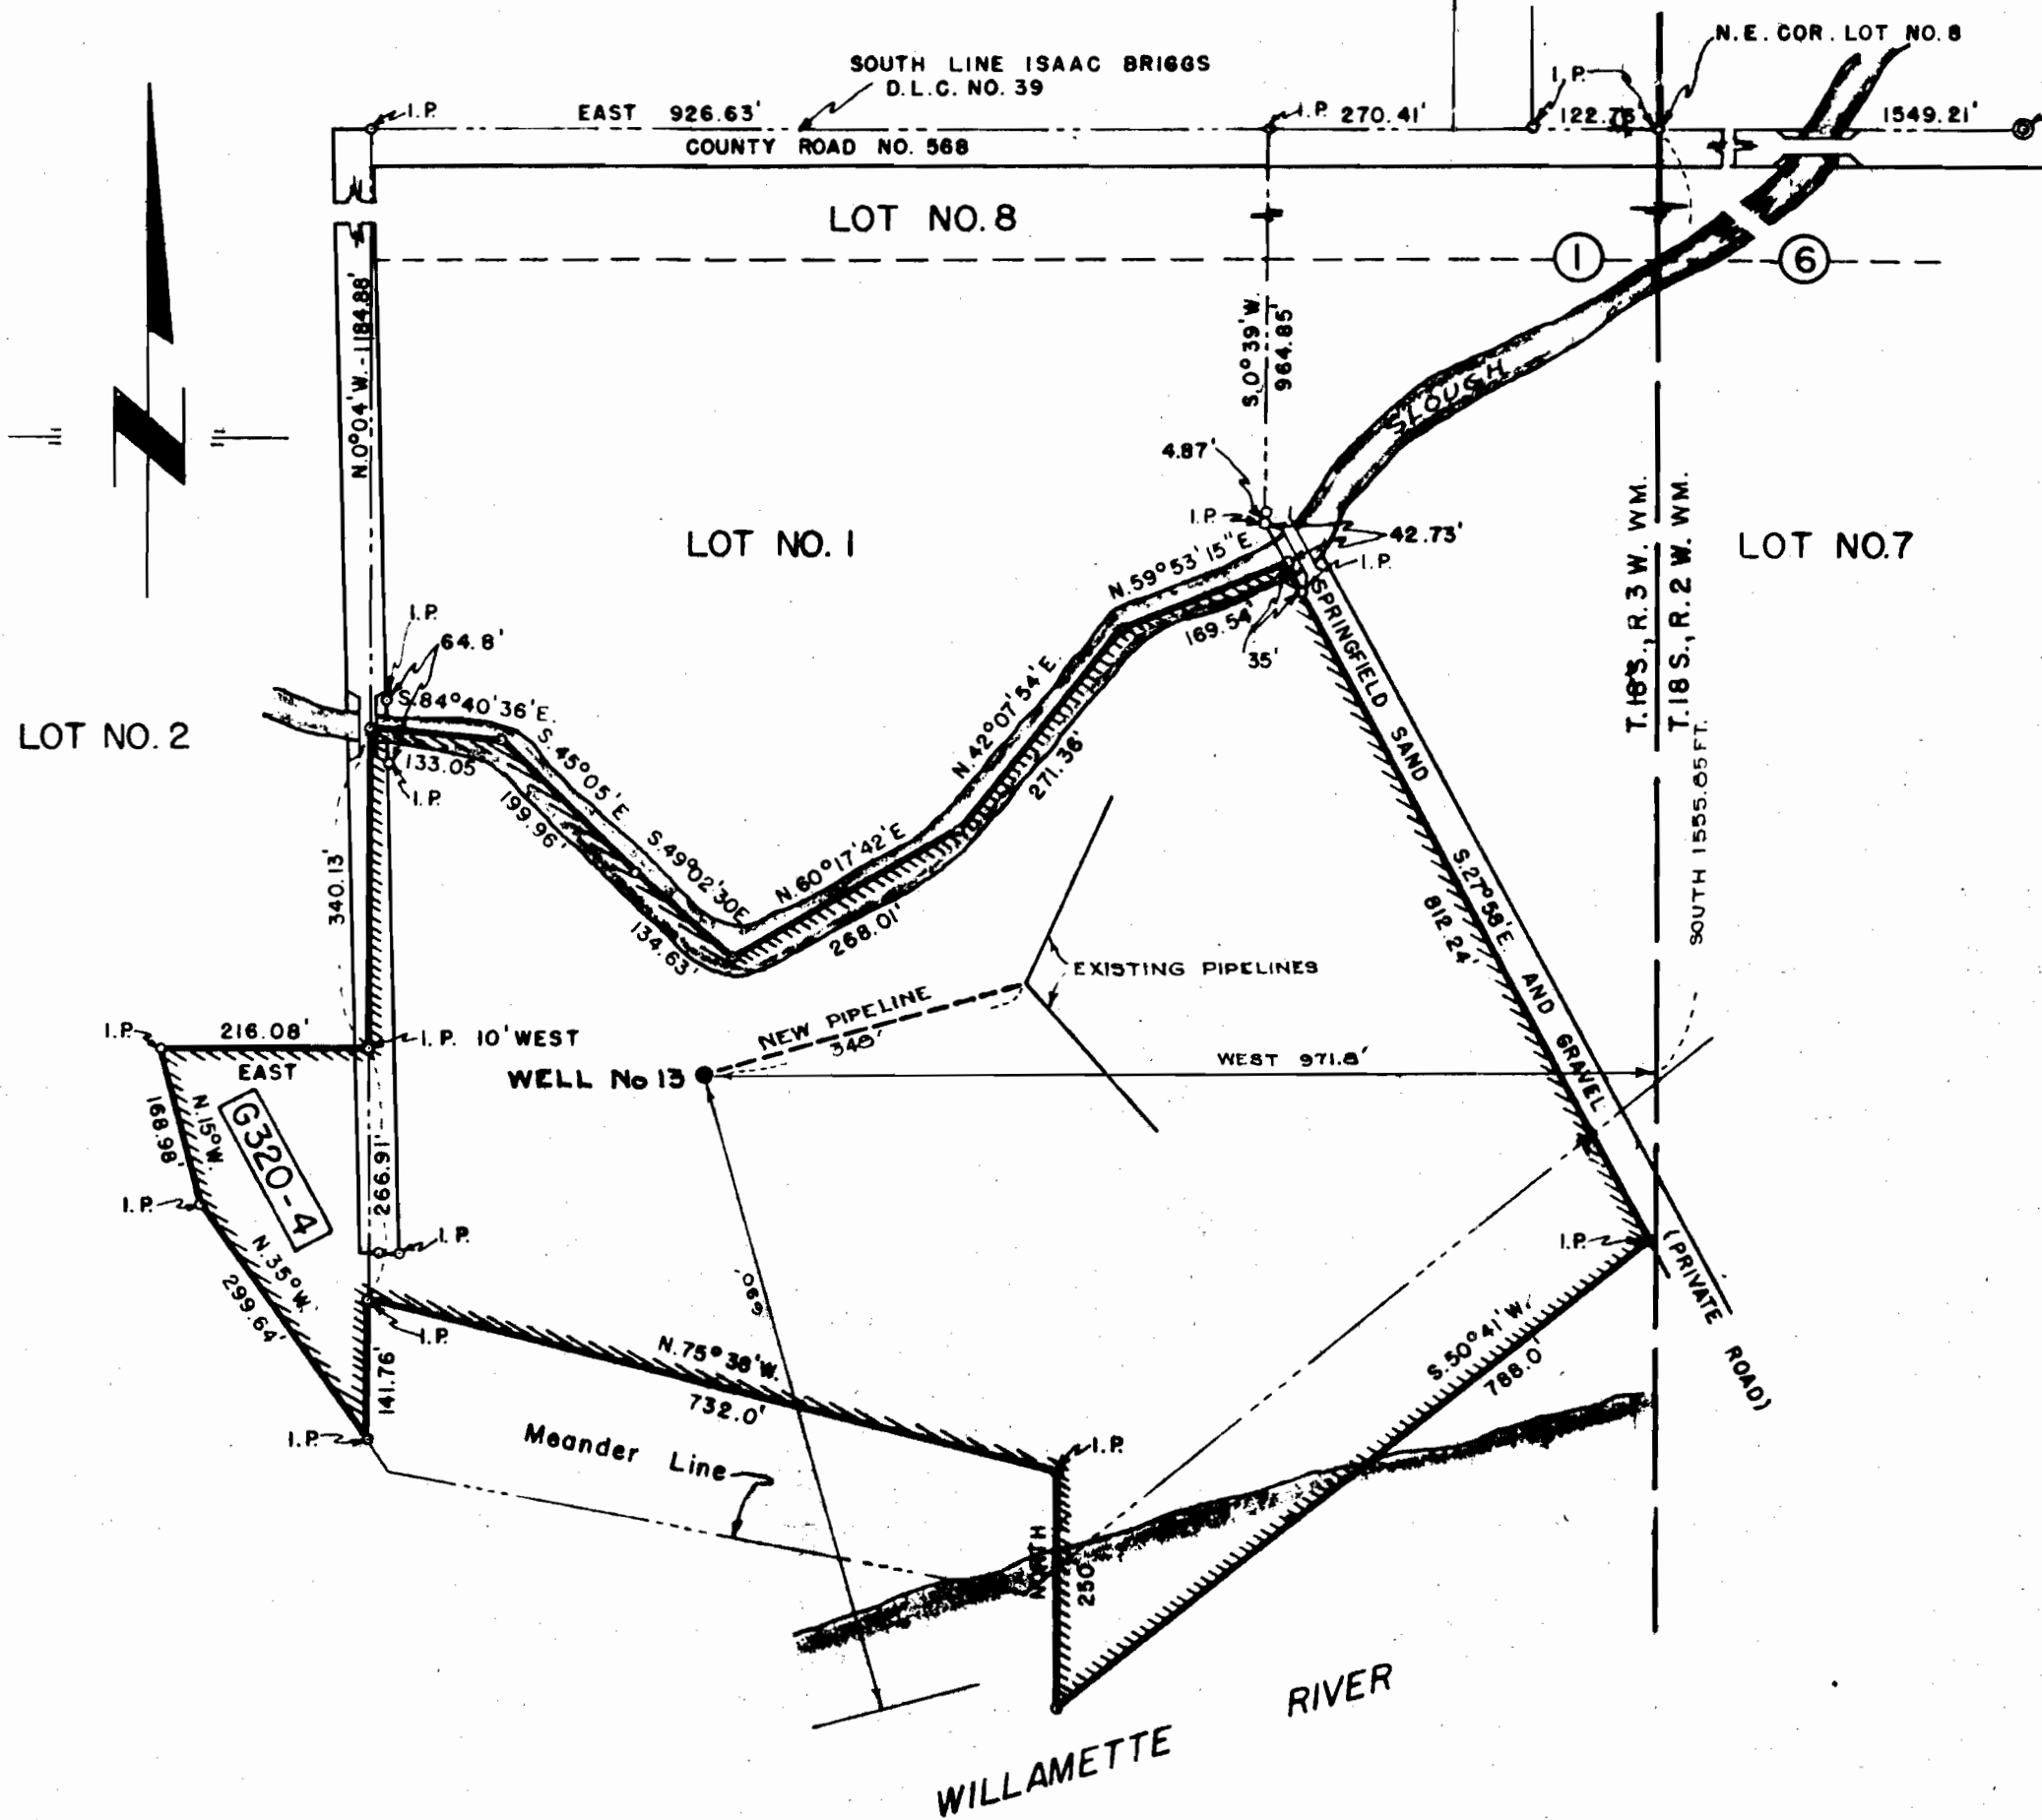 N.E. COR. LOT NO. 8
SOUTH LINE ISAAC BRIGGS
D.L.C. NO. 39
I.P.
I.P.
EAST 926.63'
I.P.
270.41'
1549.21'
COUNTY ROAD NO. 568
LOT NO. 8
1
6
N.0°04'W.-1184.88'
S.0°39'W.
964.85'
SLOUGH
4.87'
I.P.
42.73'
I.P.
LOT NO. 1
LOT NO. 7
T.18S., R.3 W. WM.
T.18 S., R.2 W. WM.
SOUTH 1555.85 FT.
N.59°53'15"E.
169.54'
35'
I.P.
64.8'
S.84°40'36"E.
LOT NO. 2
133.05
I.P.
S.45°05'E
199.96'
S.49°02'30E
134.63'
N.60°17'42"E
268.01'
N.42°07'54"E.
271.36'
SPRINGFIELD SAND AND GRAVEL
S.27°58'E.
812.24'
(PRIVATE ROAD)
340.13'
EXISTING PIPELINES
NEW PIPELINE
348'
I.P.
216.08'
I.P. 10' WEST
EAST
WELL No 13
WEST 971.8'
N.15°W.
168.98'
G320-4
I.P.
266.91'
I.P.
N.35°W.
299.64'
I.P.
690'
I.P.
N.75°38'W.
732.0'
141.76'
I.P.
S.50°41'W.
788.0'
Meander Line
I.P.
NORTH
250'
WILLAMETTE RIVER